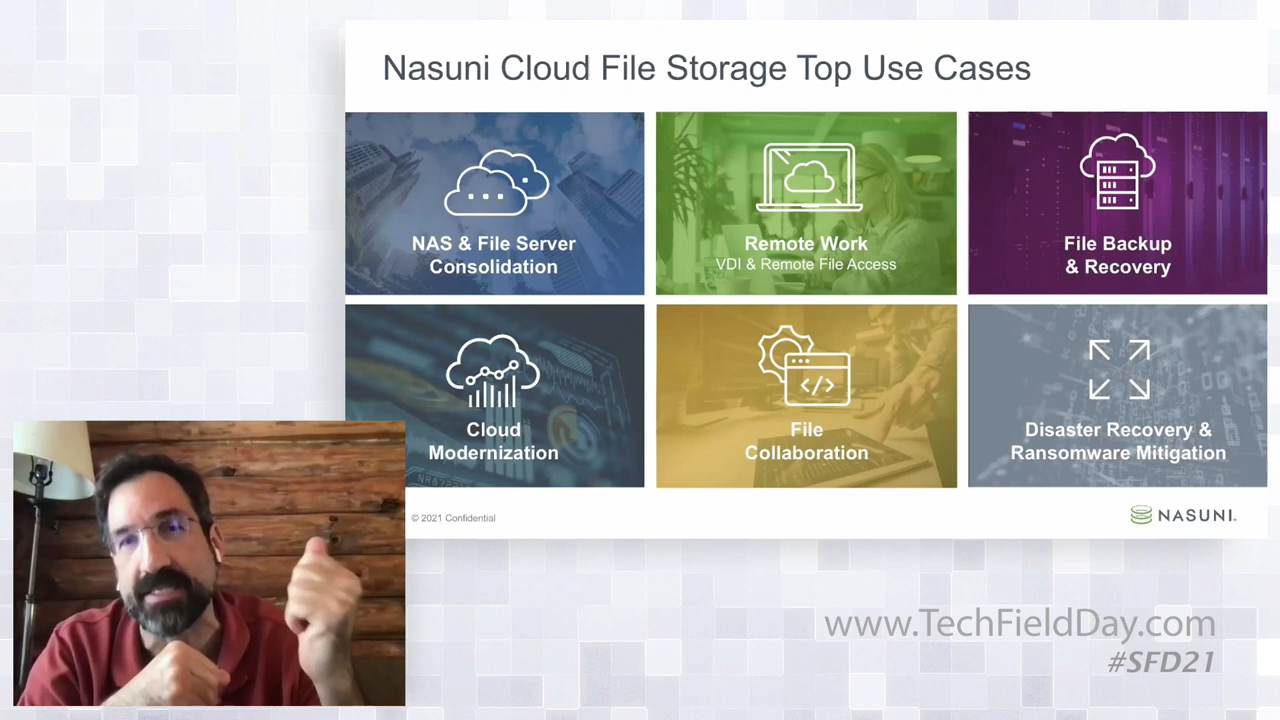 Nasuni Cloud File Storage Top Use Cases
NAS & File Server
Consolidation
Remote Work
VDI & Remote File Access
File Backup
& Recovery
Cloud
Modernization
File
Collaboration
</>
Disaster Recovery &
Ransomware Mitigation
© 2021 Confidential
NASUNI.
www.TechFieldDay.com
#SFD21